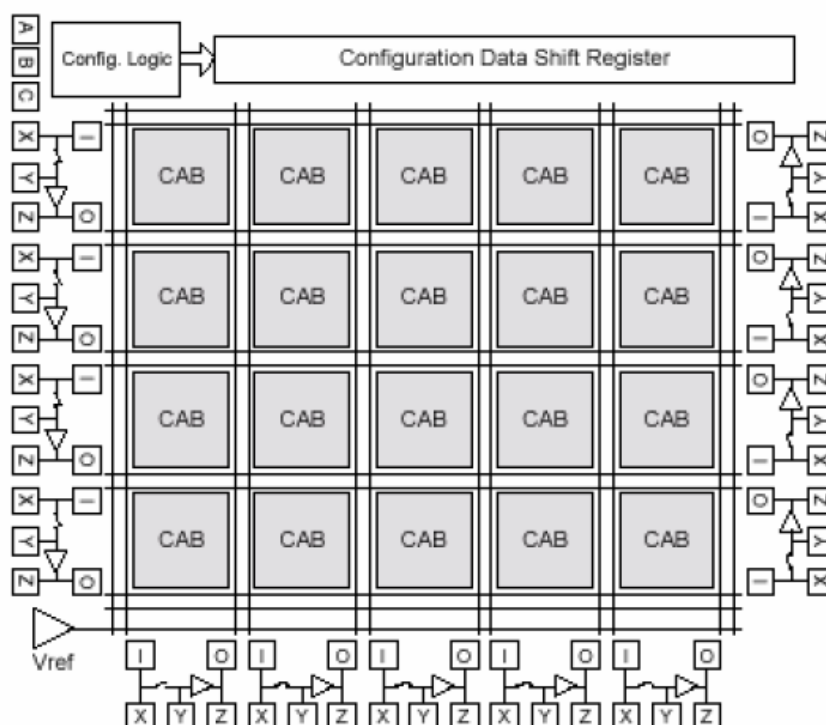 A
B Config. Logic Configuration Data Shift Register
C
X I O Z
Y CAB CAB CAB CAB CAB Y
Z O I X
X I O Z
Y CAB CAB CAB CAB CAB Y
Z O I X
X I O Z
Y CAB CAB CAB CAB CAB Y
Z O I X
X I O Z
Y CAB CAB CAB CAB CAB Y
Z O I X
Vref
I O I O I O I O I O
X Y Z X Y Z X Y Z X Y Z X Y Z